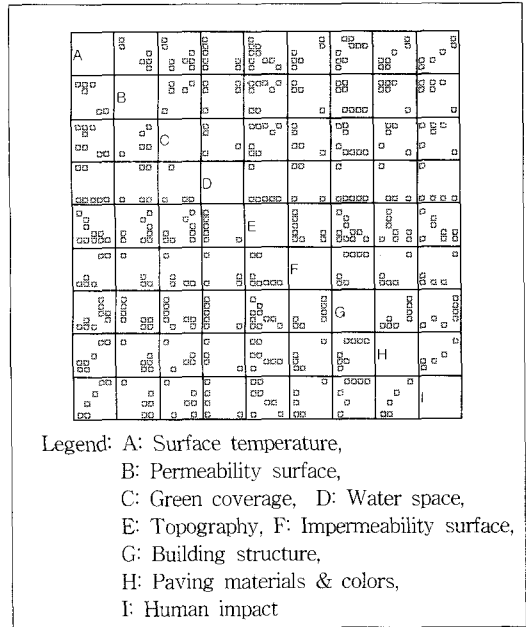 A
B
C
D
E
F
G
H
I
Legend: A: Surface temperature,
B: Permeability surface,
C: Green coverage, D: Water space,
E: Topography, F: Impermeability surface,
G: Building structure,
H: Paving materials & colors,
I: Human impact